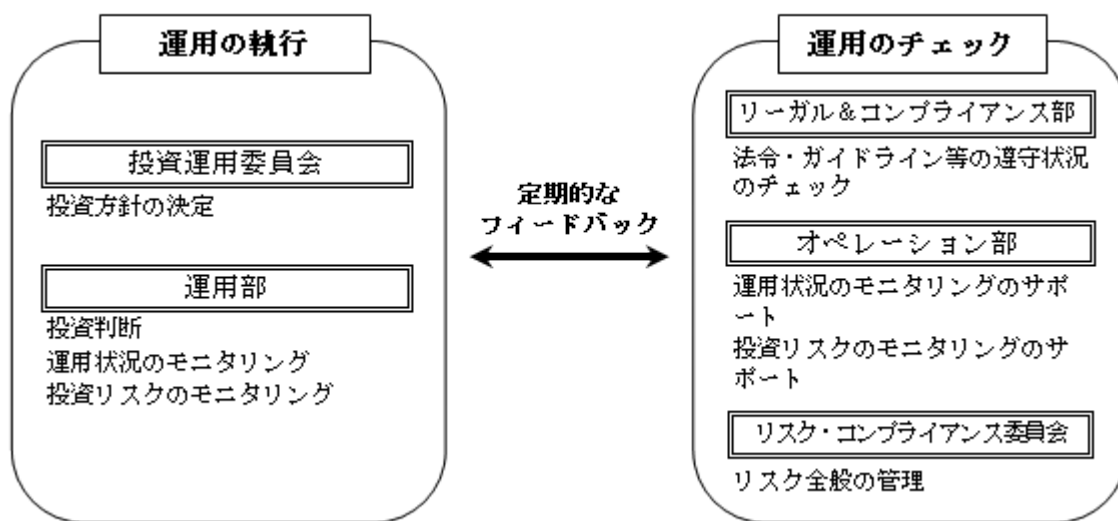 運用の執行
投資運用委員会
投資方針の決定
運用部
投資判断
運用状況のモニタリング
投資リスクのモニタリング
定期的な
フィードバック
運用のチェック
リーガル＆コンプライアンス部
法令・ガイドライン等の遵守状況
のチェック
オペレーション部
運用状況のモニタリングのサポ
ート
投資リスクのモニタリングのサ
ポート
リスク・コンプライアンス委員会
リスク全般の管理